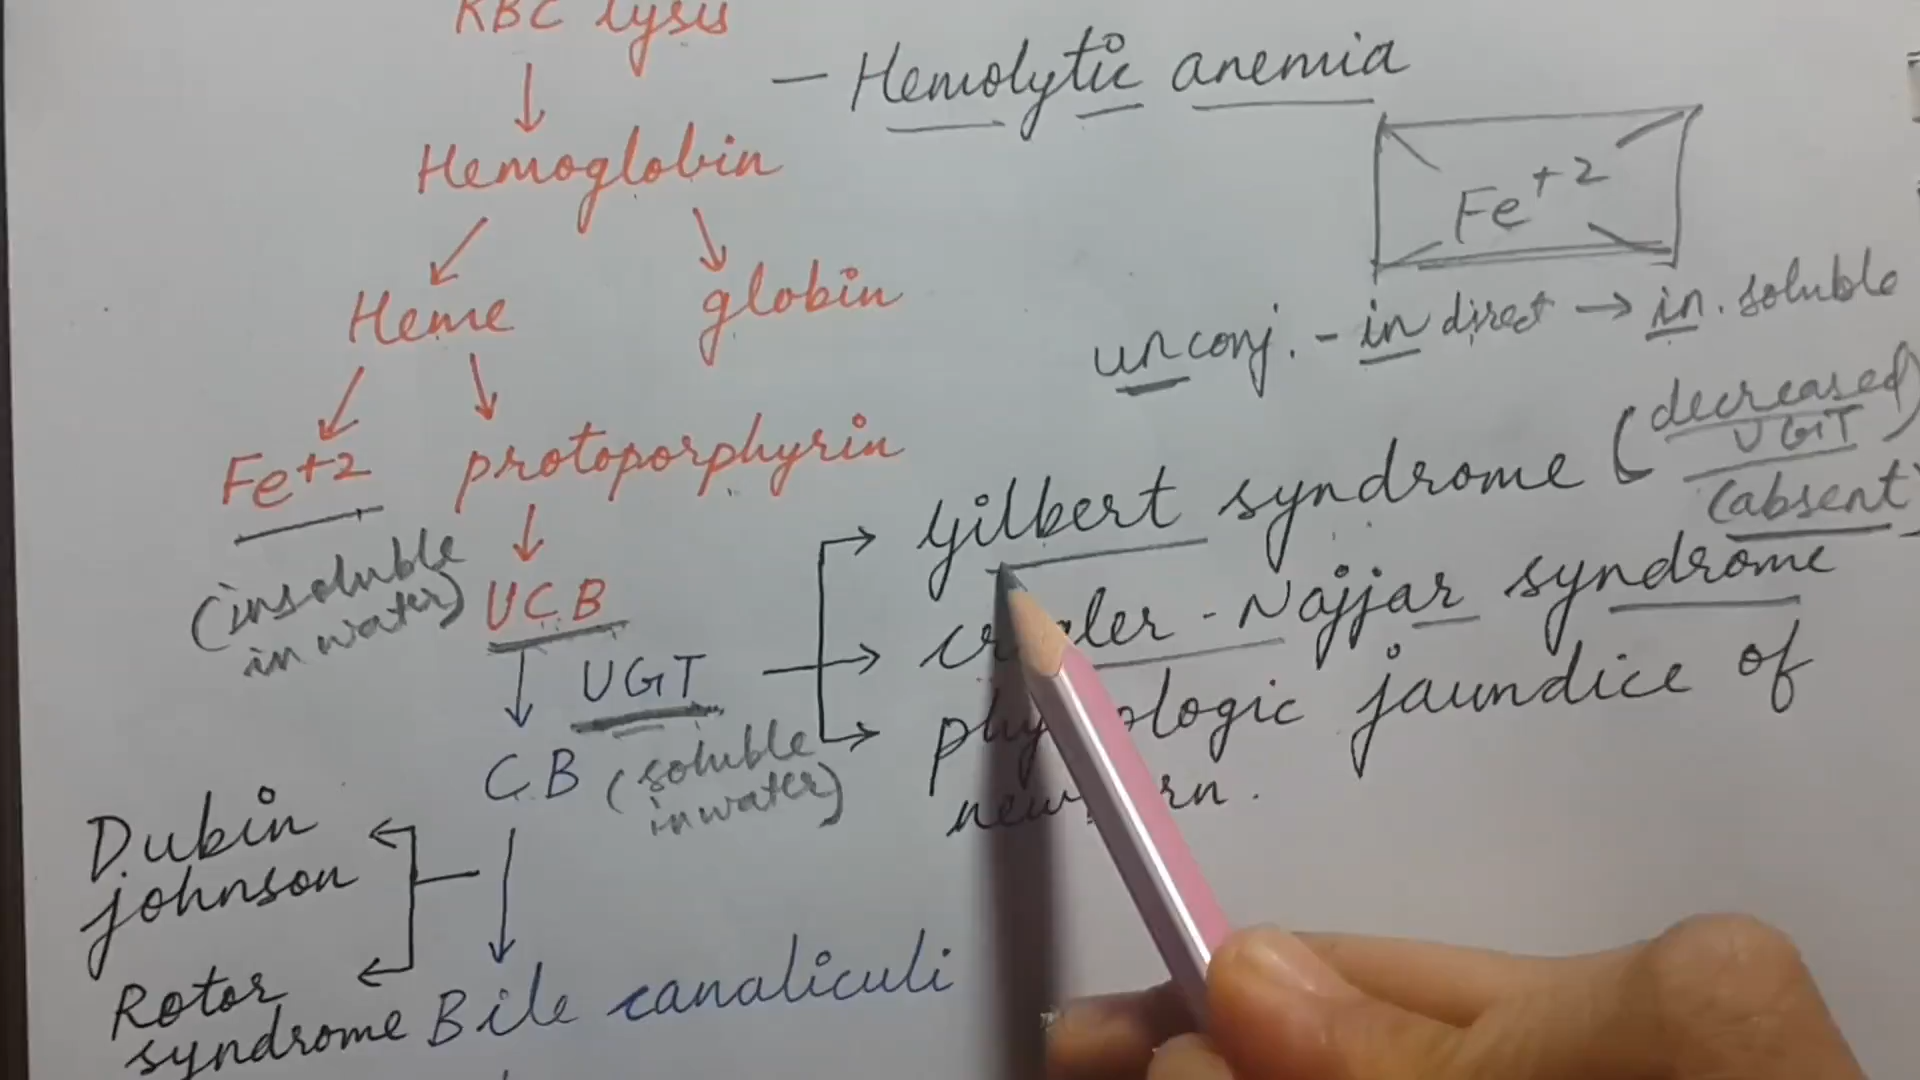 RBC lysis
- Hemolytic anemia
Hemoglobin
Fe+2
Heme
globin
unconj. - in direct → in. soluble
Fe+2
protoporphyrin
(decreased
UGT)
Gilbert syndrome
(absent)
(insoluble
in water)
UCB
UGT
syndrome
jaundice of
CB
(soluble
in water)
Dubin
johnson
Rotor
syndrome
Bile canaliculi